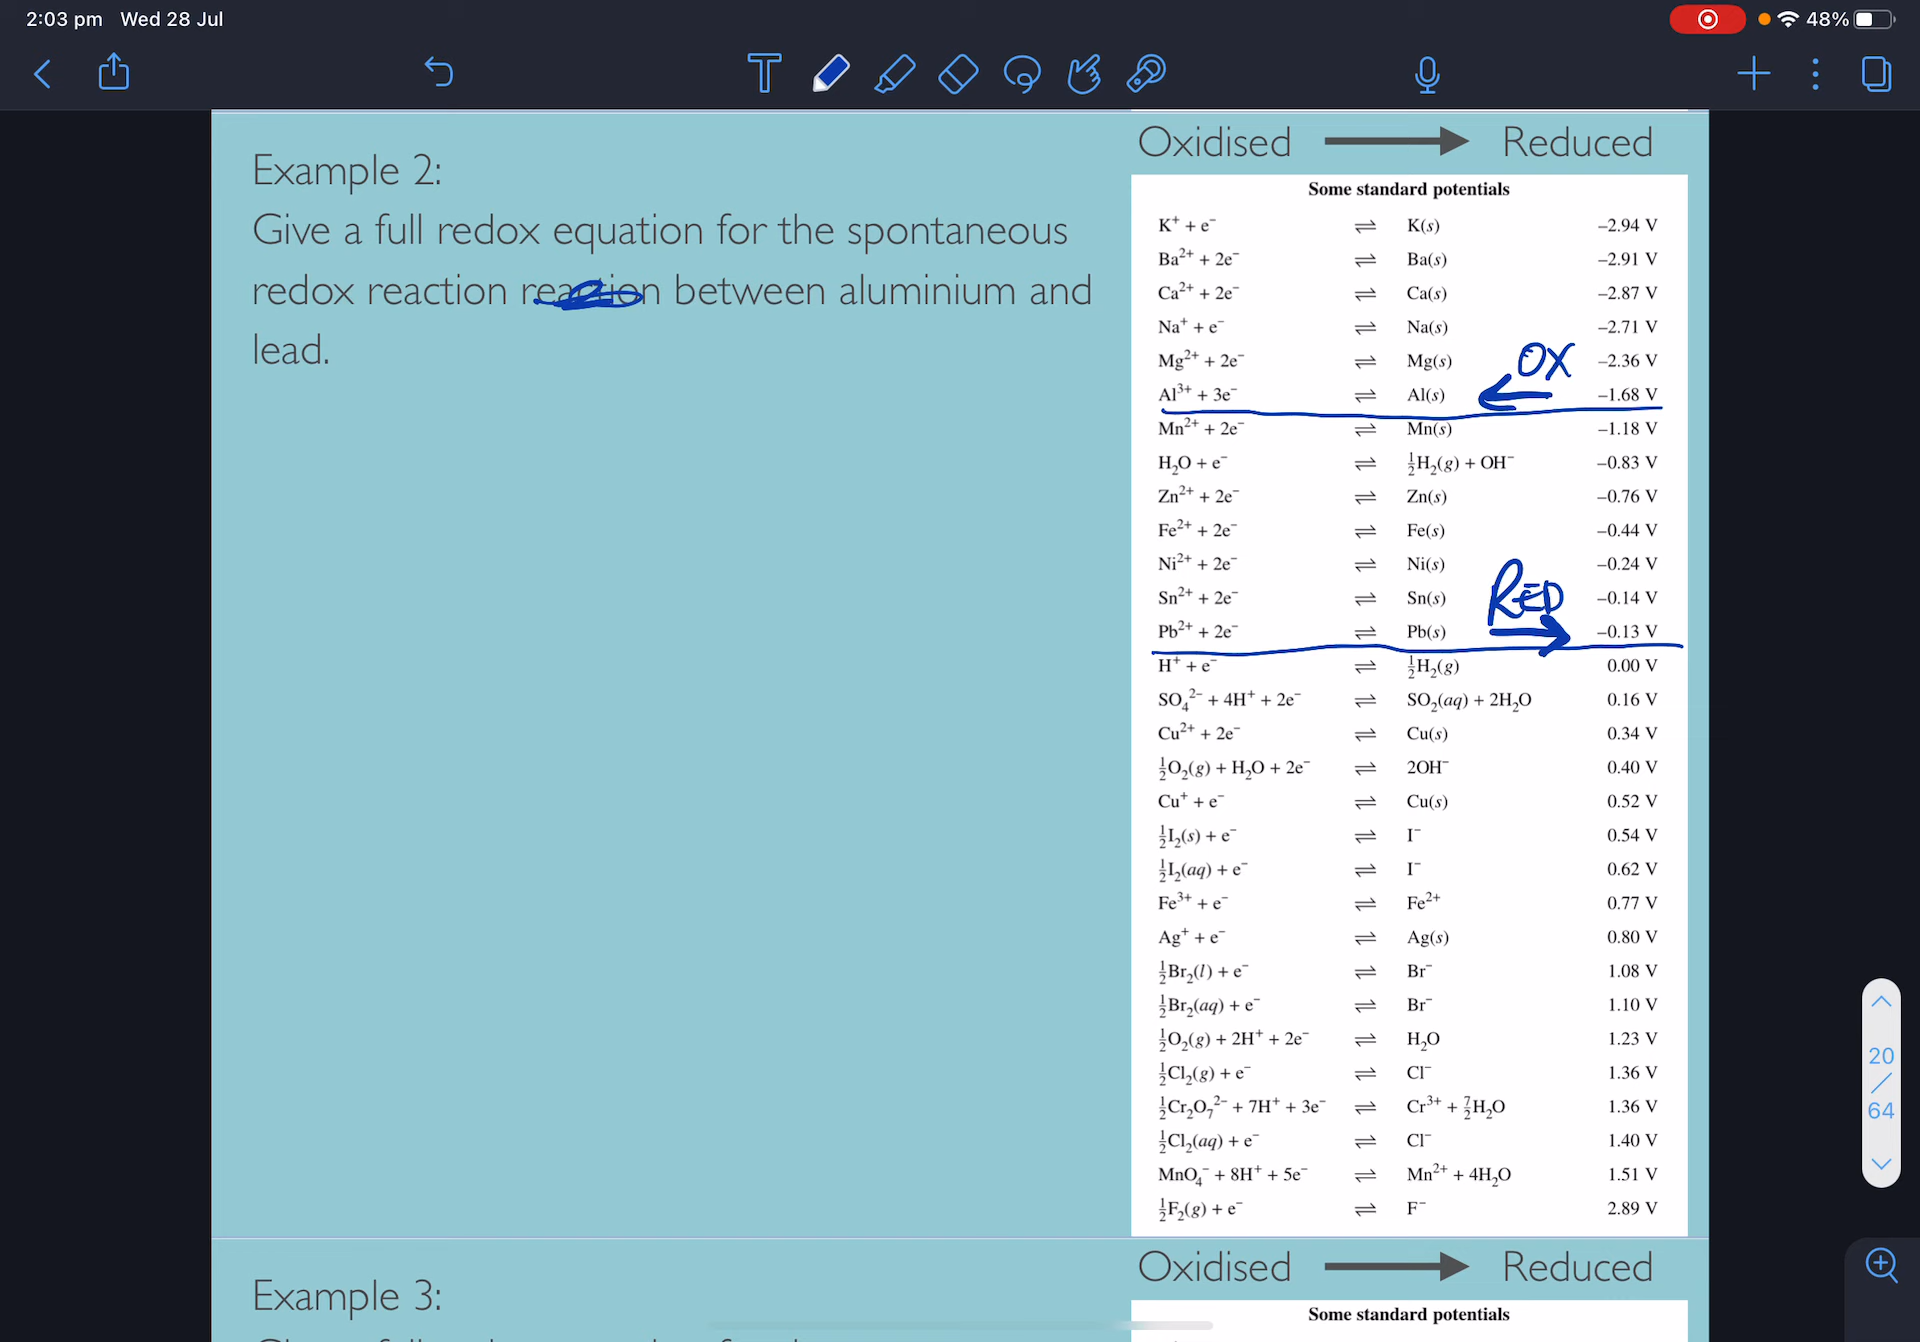 2:03 pm Wed 28 Jul
48%
Example 2:
Give a full redox equation for the spontaneous
redox reaction reaction between aluminium and
lead.
Oxidised Reduced
Some standard potentials
K⁺ + e⁻ ⇌ K(s) –2.94 V
Ba²⁺ + 2e⁻ ⇌ Ba(s) –2.91 V
Ca²⁺ + 2e⁻ ⇌ Ca(s) –2.87 V
Na⁺ + e⁻ ⇌ Na(s) –2.71 V
Mg²⁺ + 2e⁻ ⇌ Mg(s) –2.36 V
OX
Al³⁺ + 3e⁻ ⇌ Al(s) –1.68 V
Mn²⁺ + 2e⁻ ⇌ Mn(s) –1.18 V
H₂O + e⁻ ⇌ ½H₂(g) + OH⁻ –0.83 V
Zn²⁺ + 2e⁻ ⇌ Zn(s) –0.76 V
Fe²⁺ + 2e⁻ ⇌ Fe(s) –0.44 V
Ni²⁺ + 2e⁻ ⇌ Ni(s) –0.24 V
RED
Sn²⁺ + 2e⁻ ⇌ Sn(s) –0.14 V
Pb²⁺ + 2e⁻ ⇌ Pb(s) –0.13 V
H⁺ + e⁻ ⇌ ½H₂(g) 0.00 V
SO₄²⁻ + 4H⁺ + 2e⁻ ⇌ SO₂(aq) + 2H₂O 0.16 V
Cu²⁺ + 2e⁻ ⇌ Cu(s) 0.34 V
½O₂(g) + H₂O + 2e⁻ ⇌ 2OH⁻ 0.40 V
Cu⁺ + e⁻ ⇌ Cu(s) 0.52 V
½I₂(s) + e⁻ ⇌ I⁻ 0.54 V
½I₂(aq) + e⁻ ⇌ I⁻ 0.62 V
Fe³⁺ + e⁻ ⇌ Fe²⁺ 0.77 V
Ag⁺ + e⁻ ⇌ Ag(s) 0.80 V
½Br₂(l) + e⁻ ⇌ Br⁻ 1.08 V
½Br₂(aq) + e⁻ ⇌ Br⁻ 1.10 V
½O₂(g) + 2H⁺ + 2e⁻ ⇌ H₂O 1.23 V
½Cl₂(g) + e⁻ ⇌ Cl⁻ 1.36 V
½Cr₂O₇²⁻ + 7H⁺ + 3e⁻ ⇌ Cr³⁺ + 7⁄2H₂O 1.36 V
½Cl₂(aq) + e⁻ ⇌ Cl⁻ 1.40 V
MnO₄⁻ + 8H⁺ + 5e⁻ ⇌ Mn²⁺ + 4H₂O 1.51 V
½F₂(g) + e⁻ ⇌ F⁻ 2.89 V
20
/
64
Example 3:
Oxidised Reduced
Some standard potentials